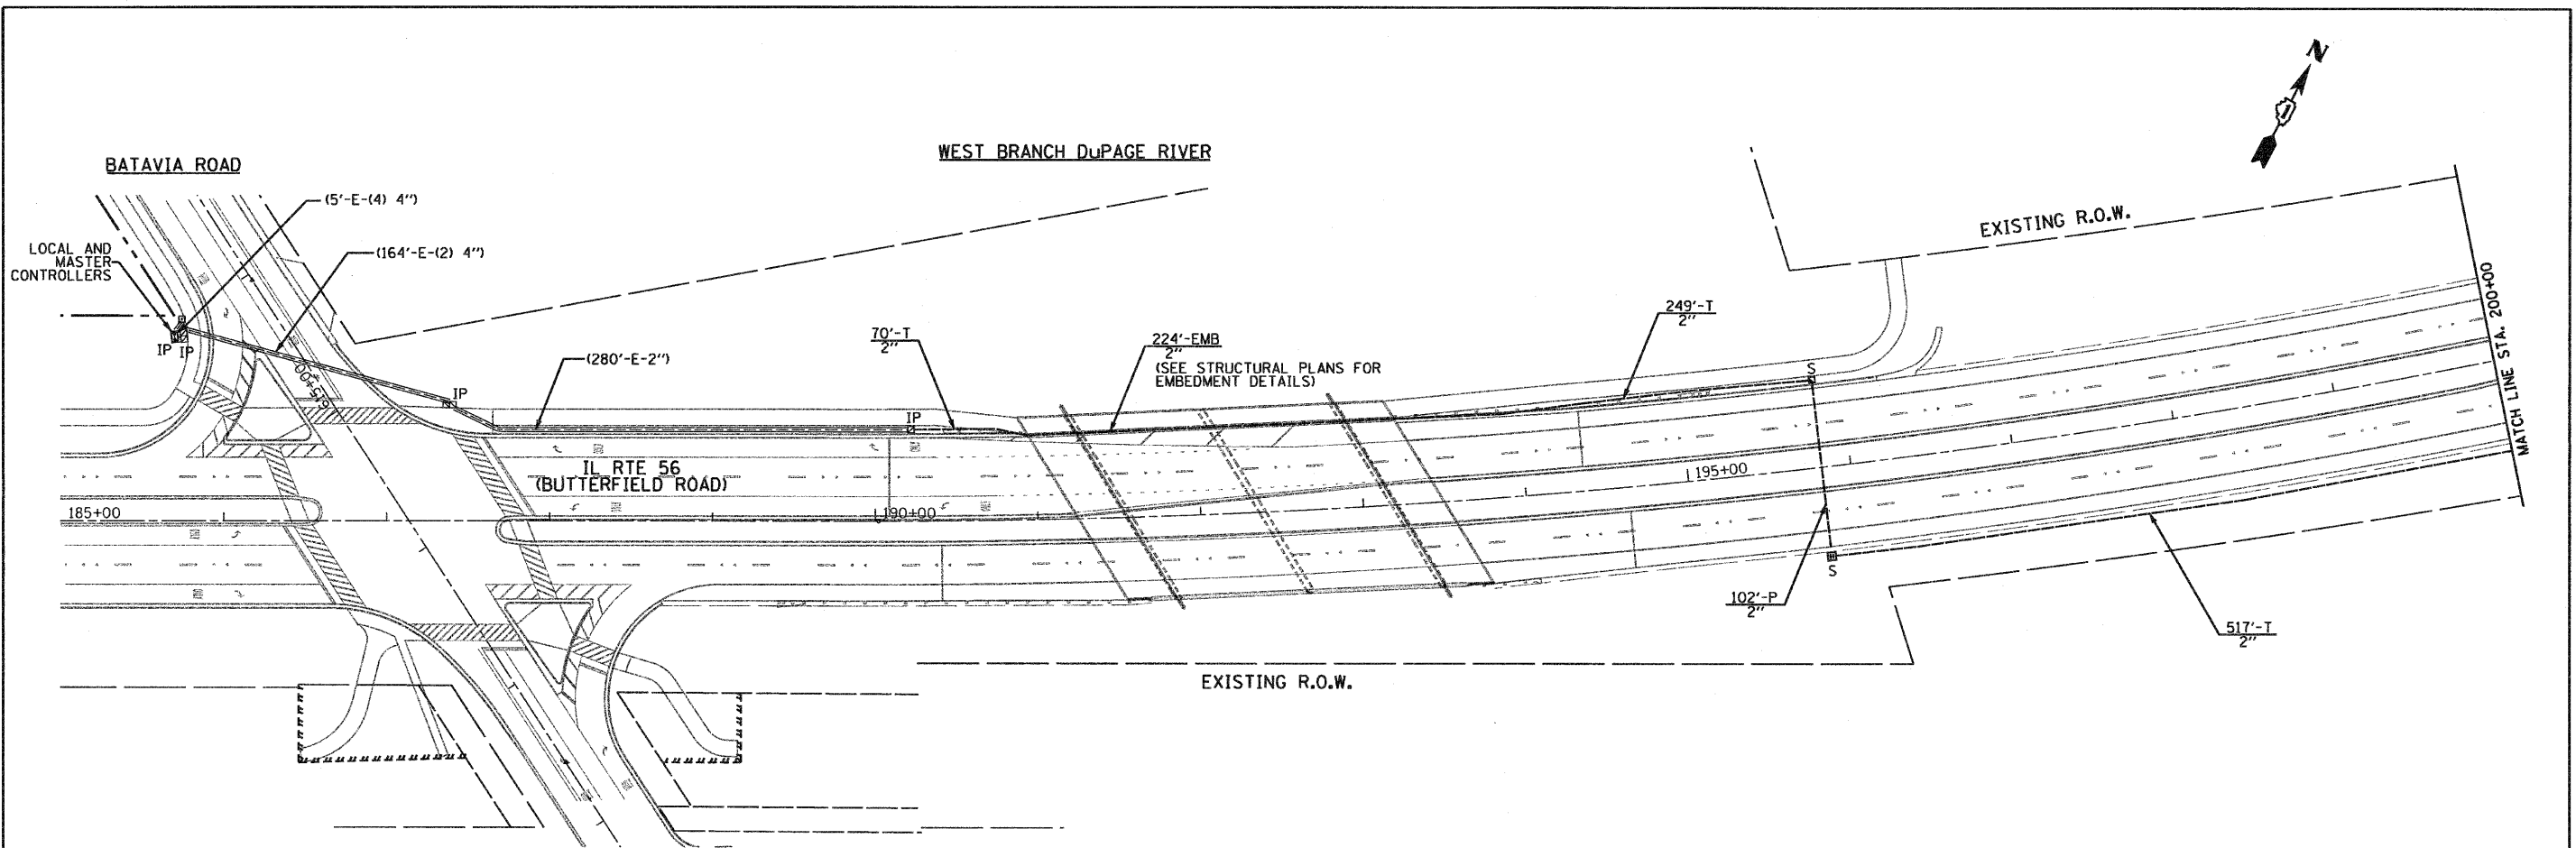 N
BATAVIA ROAD
WEST BRANCH DuPAGE RIVER
(5'-E-(4) 4")
EXISTING R.O.W.
LOCAL AND
MASTER
CONTROLLERS
(164'-E-(2) 4")
MATCH LINE STA. 200+00
249'-T
2"
70'-T
2"
224'-EMB
2"
(SEE STRUCTURAL PLANS FOR
EMBEDMENT DETAILS)
IP IP
(280'-E-2")
S
615+00
IP
IP
IL RTE 56
(BUTTERFIELD ROAD)
195+00
185+00
190+00
S
102'-P
2"
517'-T
2"
EXISTING R.O.W.